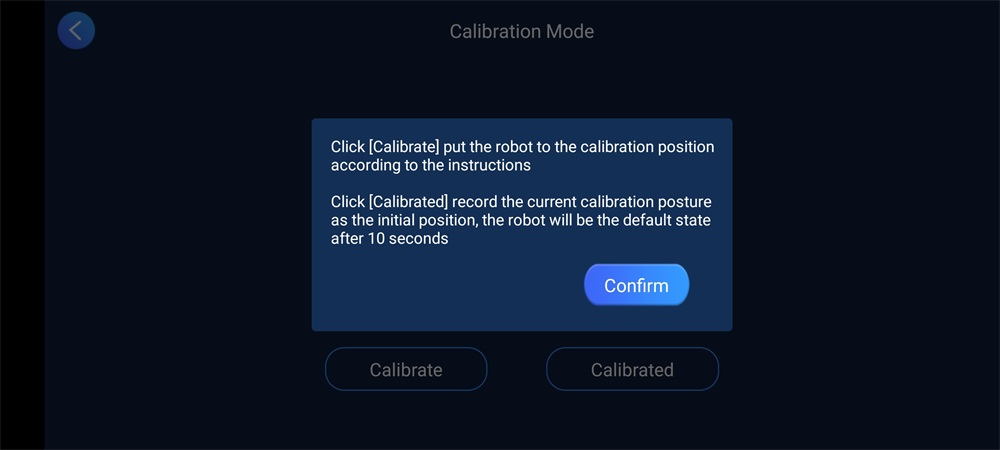 Calibration Mode
Click [Calibrate] put the robot to the calibration position
according to the instructions
Click [Calibrated] record the current calibration posture
as the initial position, the robot will be the default state
after 10 seconds
Confirm
Calibrate
Calibrated